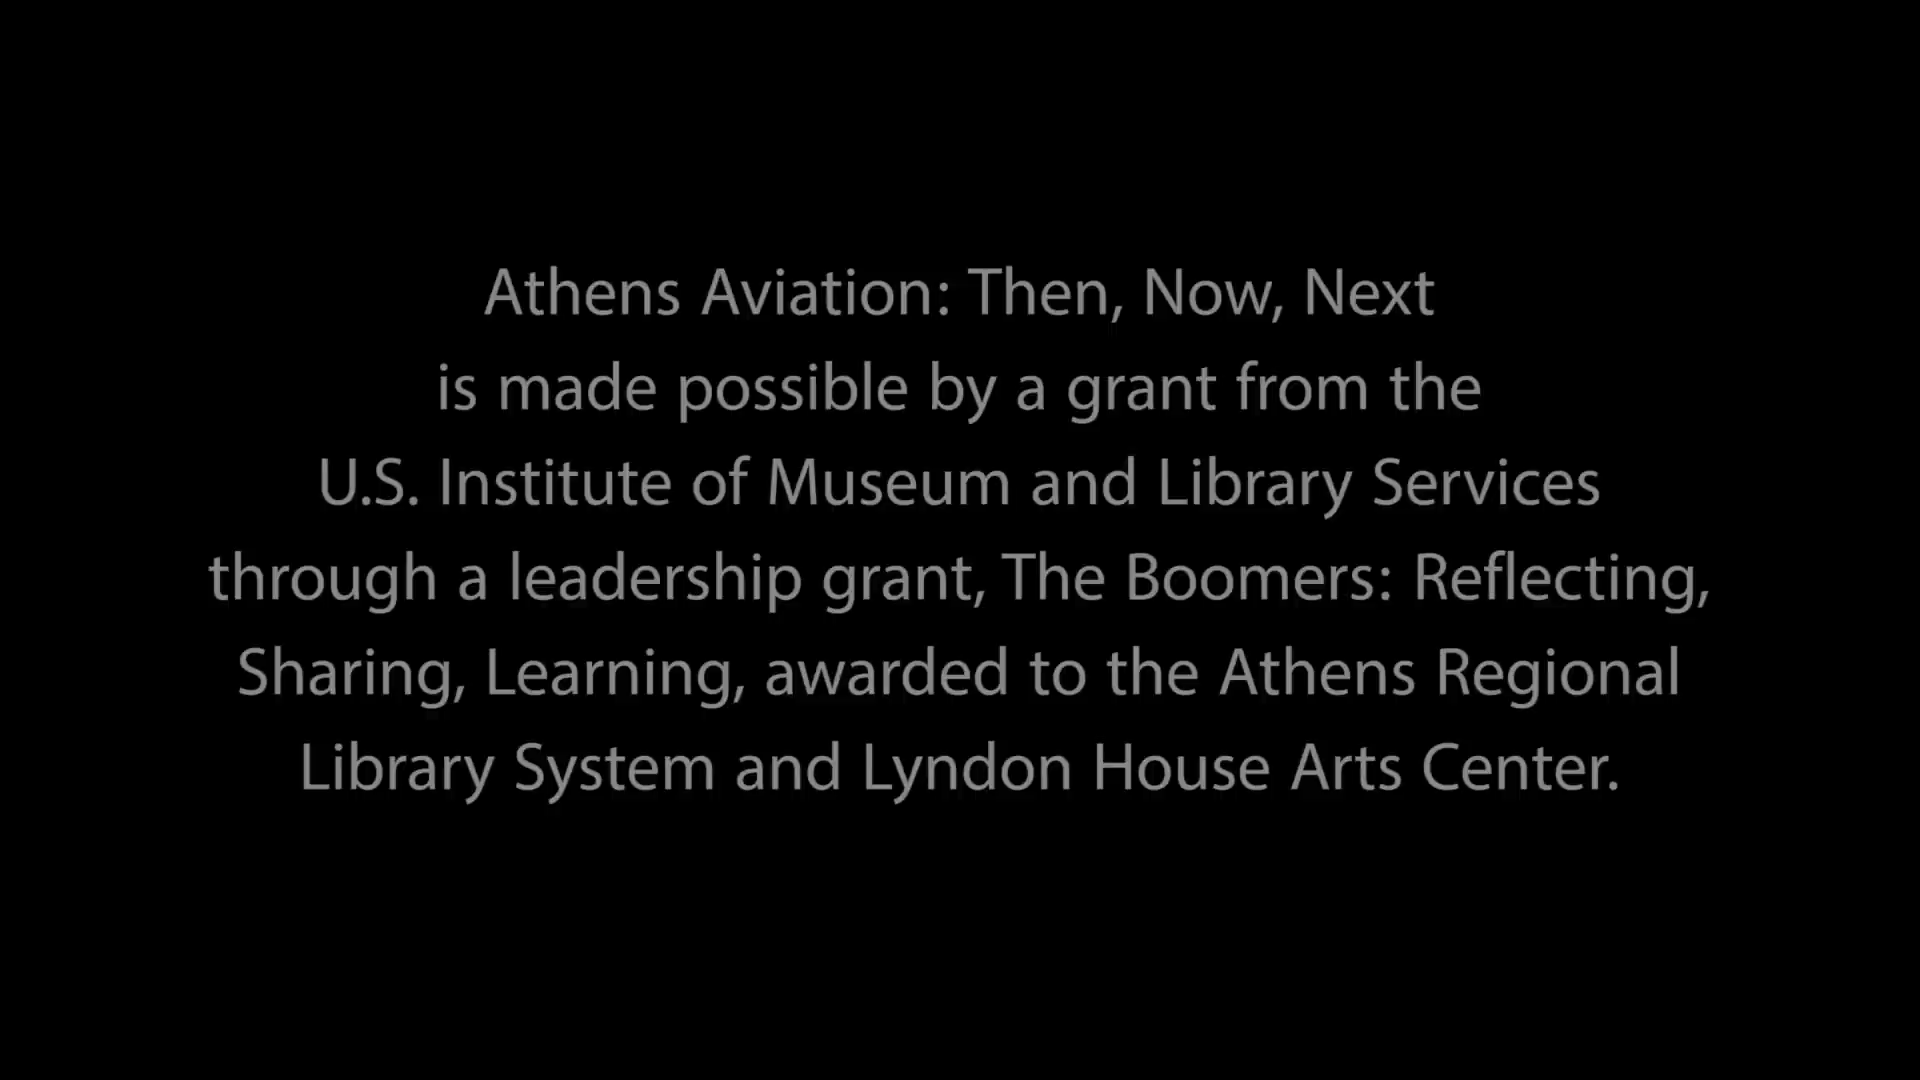 Athens Aviation: Then, Now, Next
is made possible by a grant from the
U.S. Institute of Museum and Library Services
through a leadership grant, The Boomers: Reflecting,
Sharing, Learning, awarded to the Athens Regional
Library System and Lyndon House Arts Center.